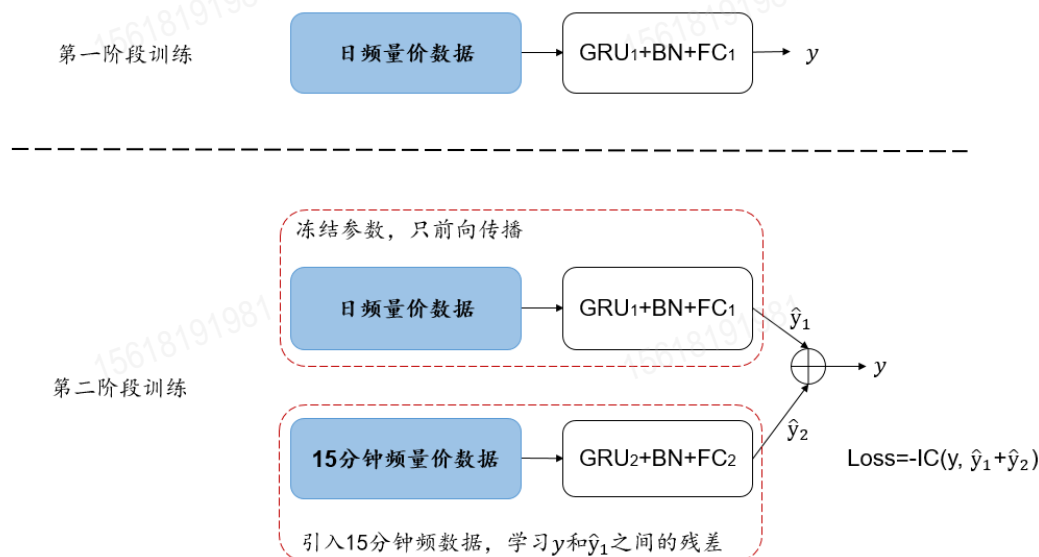 15618191981
15618191981
第一阶段训练
日频量价数据
GRU₁+BN+FC₁
y
冻结参数，只前向传播
日频量价数据
GRU₁+BN+FC₁
ŷ₁
15618191981
15618191981
y
第二阶段训练
ŷ₂
15分钟频量价数据
GRU₂+BN+FC₂
Loss=-IC(y, ŷ₁+ŷ₂)
引入15分钟频数据，学习y和ŷ₁之间的残差